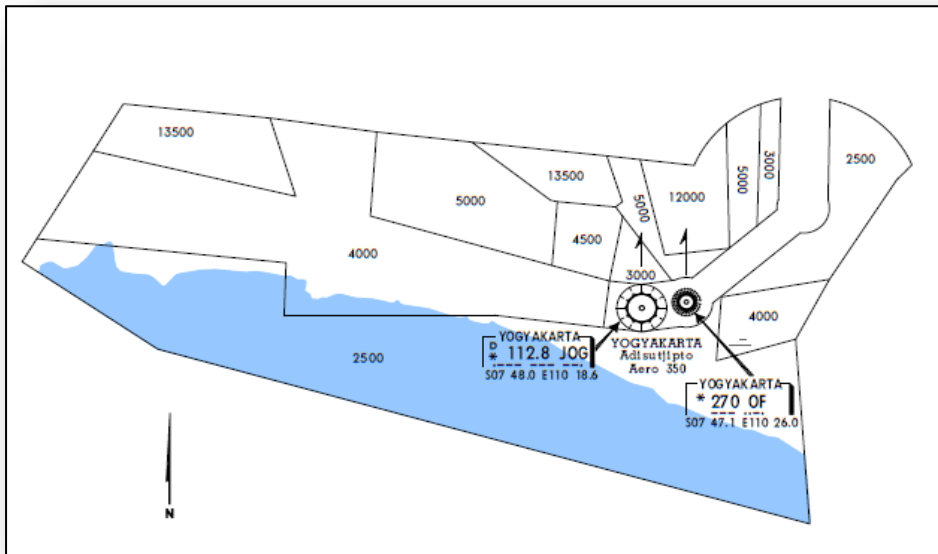 13500
2500
3000
5000
13500
12000
5000
5000
4500
4000
3000
4000
YOGYAKARTA
D
* 112.8 JOG
S07 48.0 E110 18.6
YOGYAKARTA
Adisutjipto
Aero 350
2500
YOGYAKARTA
* 270 OF
S07 47.1 E110 26.0
N